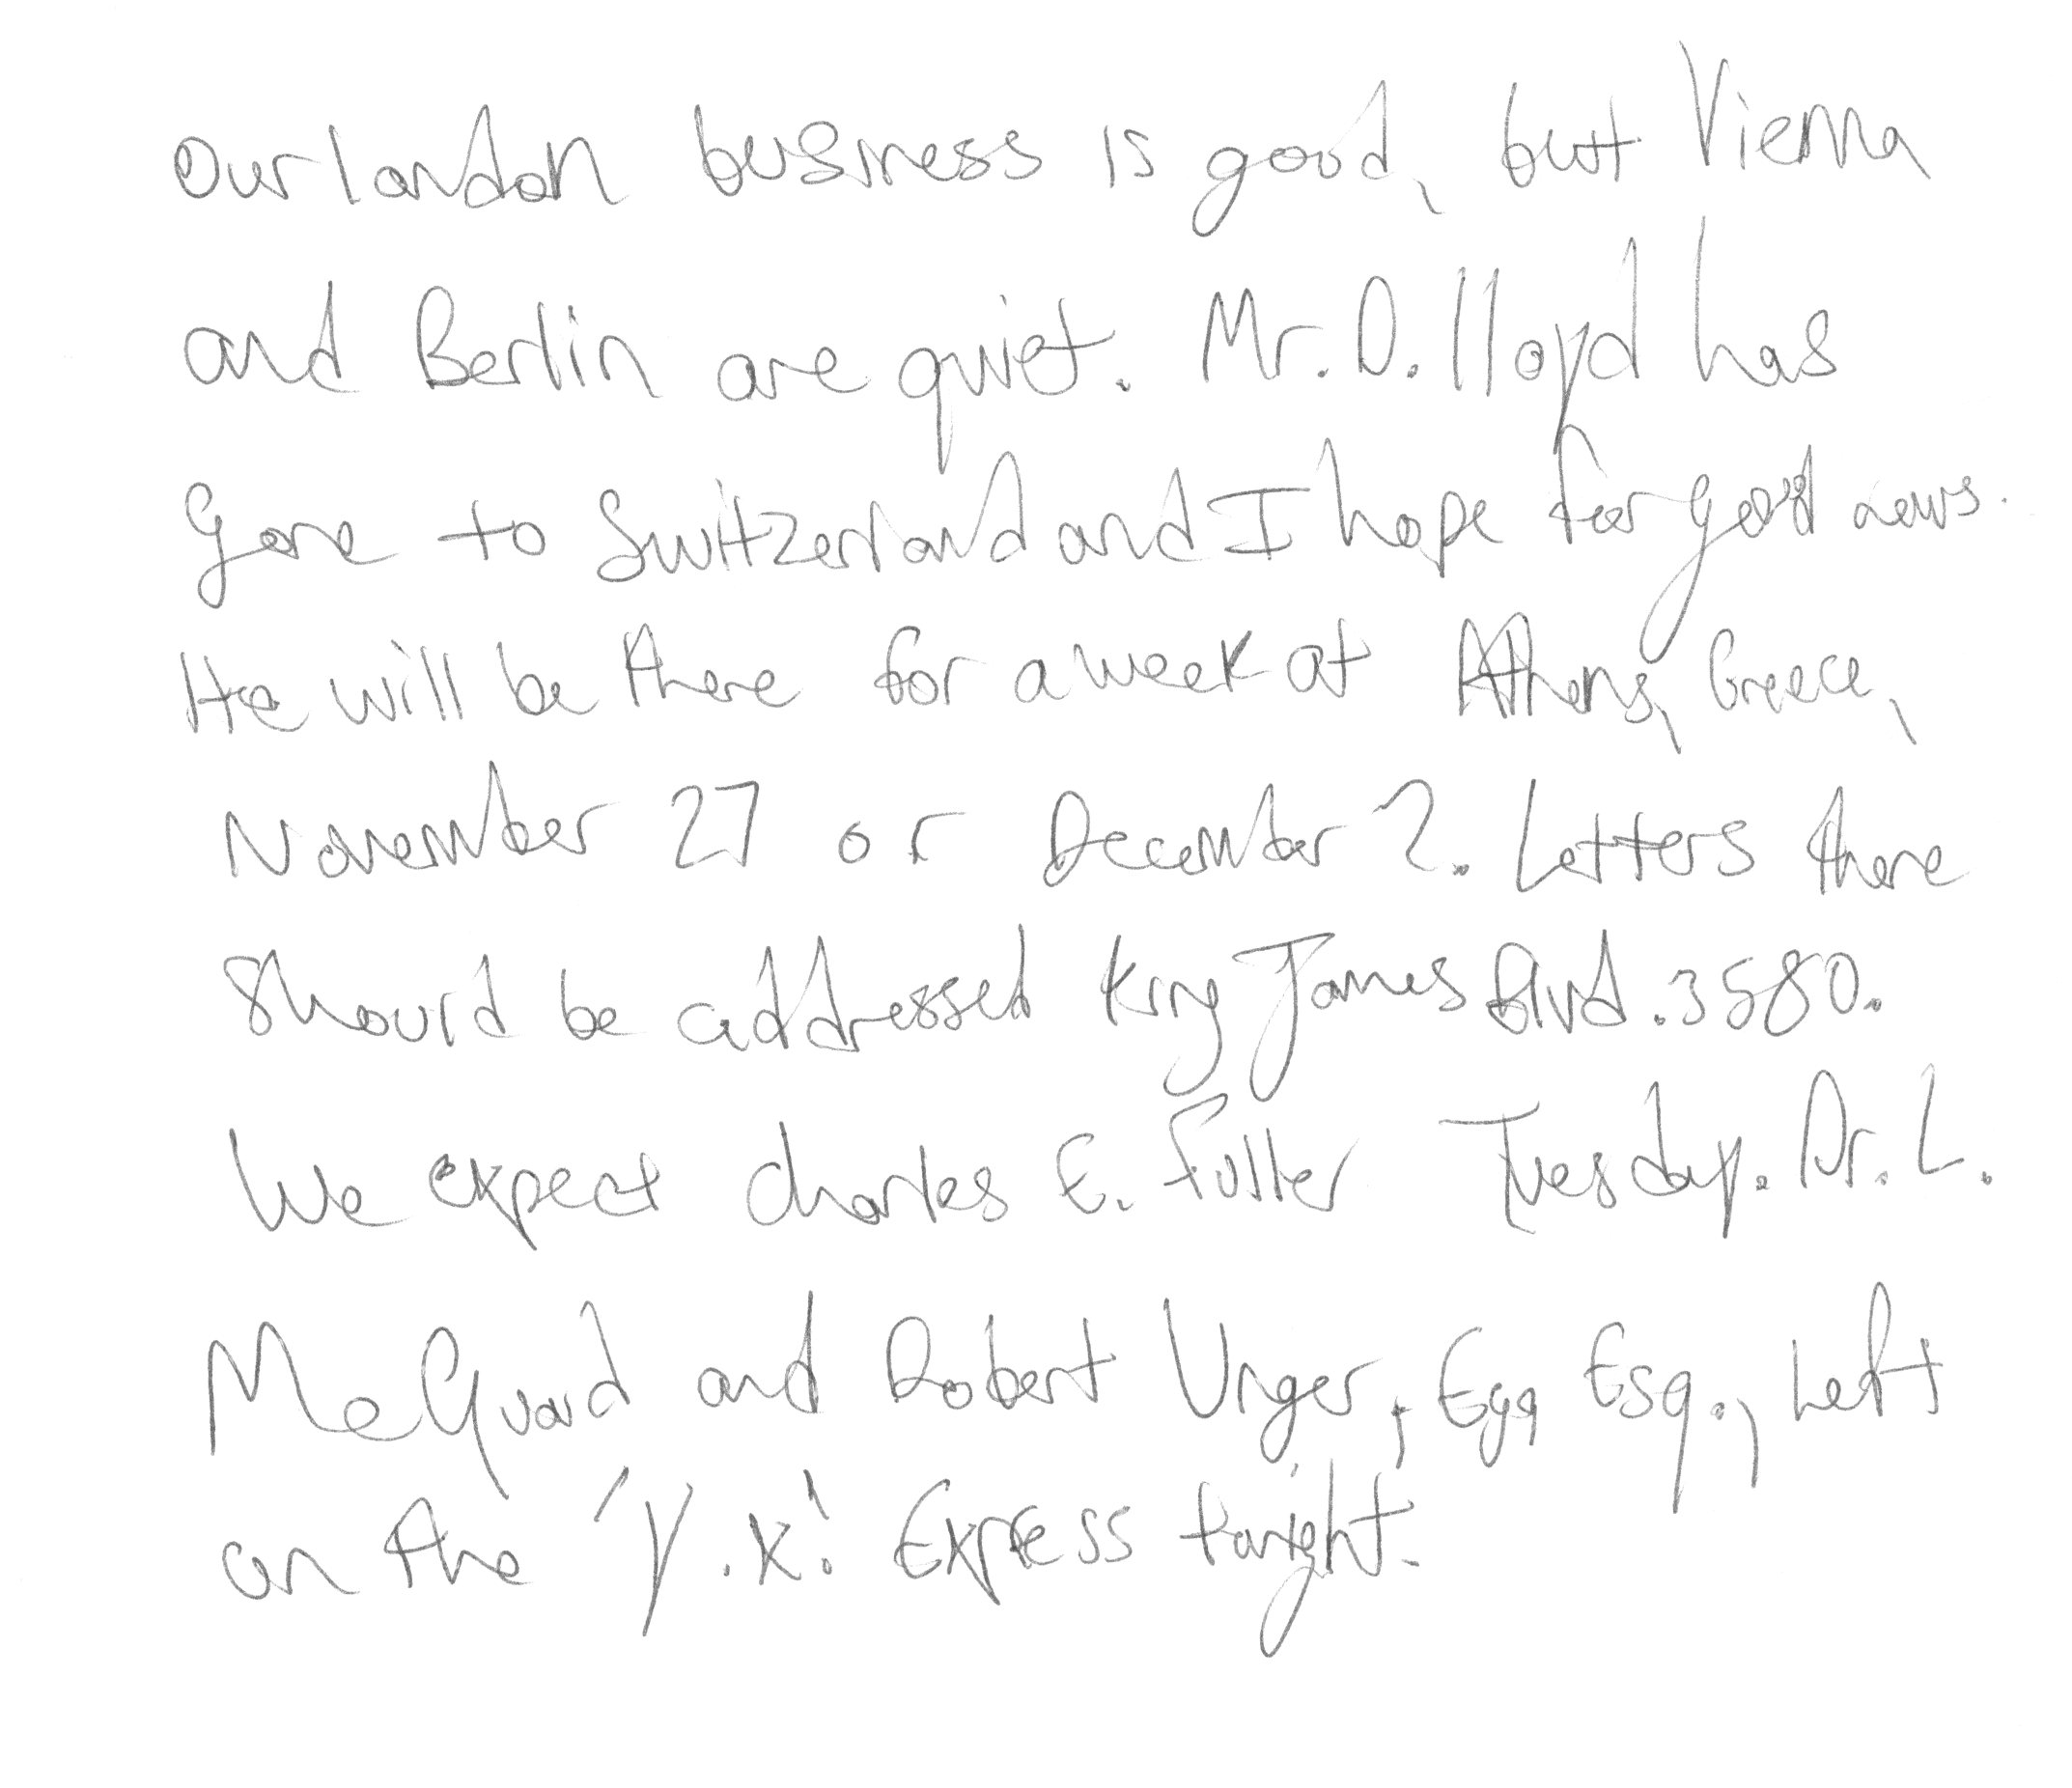 Our london business is good, but Vienna
and Berlin are quiet. Mr. D. lloyd has
gone to Switzerland and I hope for good news.
He will be there for a week at Athens, Greece,
November 27 or December 2. Letters there
should be addressed King James Blvd. 3580.
We expect Charles E. Fuller Tuesday. Dr. L.
McQuard and Robert Unger, Egq Esq., left
on the 'Y.X.' Express tonight.